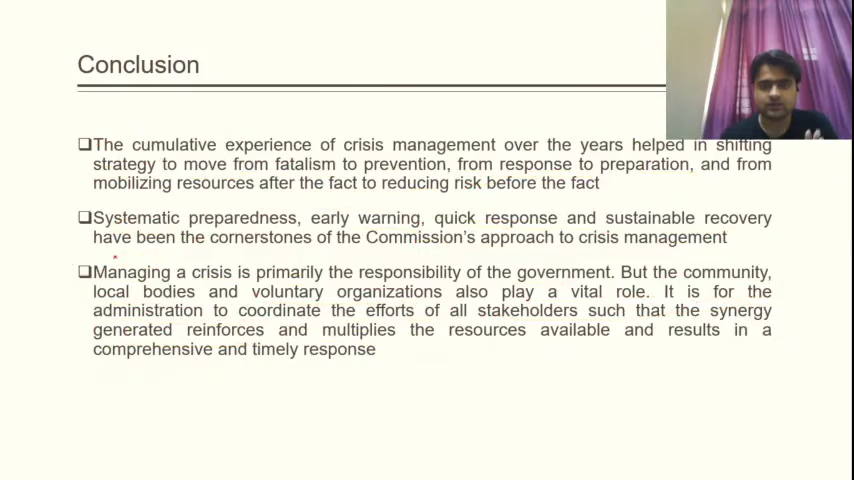 Conclusion
❑The cumulative experience of crisis management over the years helped in shifting
strategy to move from fatalism to prevention, from response to preparation, and from
mobilizing resources after the fact to reducing risk before the fact
❑Systematic preparedness, early warning, quick response and sustainable recovery
have been the cornerstones of the Commission's approach to crisis management
❑Managing a crisis is primarily the responsibility of the government. But the community,
local bodies and voluntary organizations also play a vital role. It is for the
administration to coordinate the efforts of all stakeholders such that the synergy
generated reinforces and multiplies the resources available and results in a
comprehensive and timely response